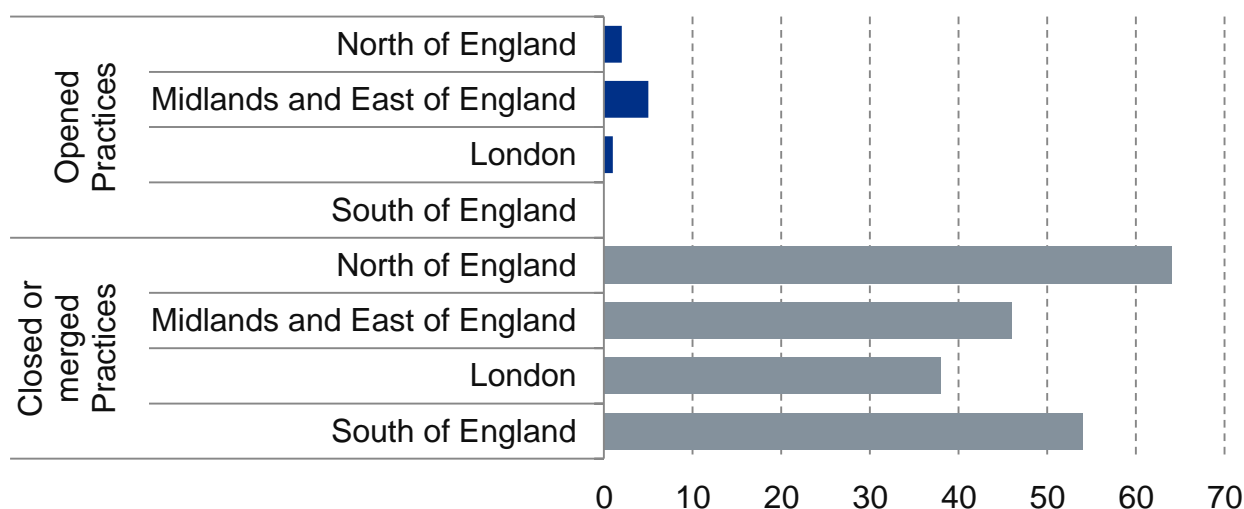 Opened
Practices
North of England
Midlands and East of England
London
South of England
Closed or
merged
Practices
North of England
Midlands and East of England
London
South of England
0 10 20 30 40 50 60 70